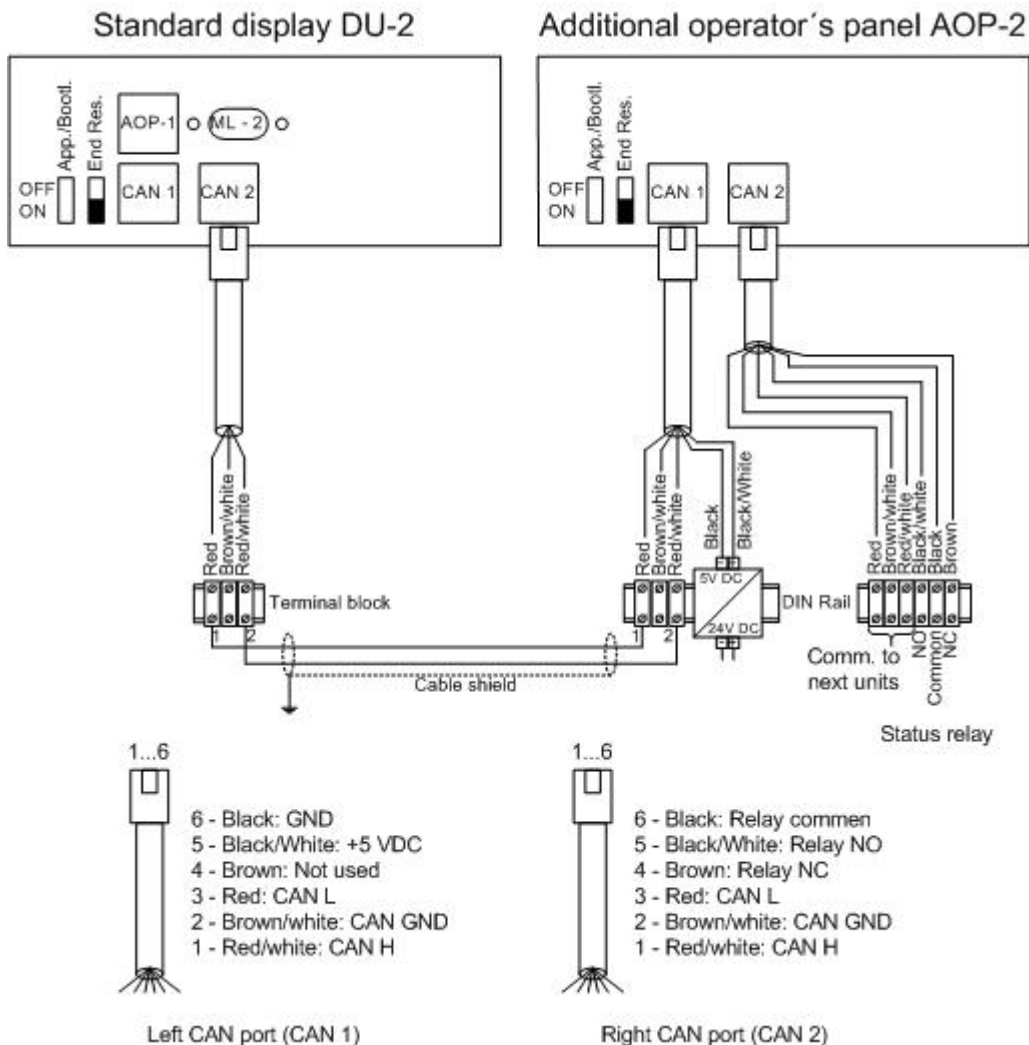 Standard display DU-2
Additional operator´s panel AOP-2
App./Bootl.
End Res.
AOP-1
ML - 2
OFF
ON
CAN 1
CAN 2
App./Bootl.
End Res.
OFF
ON
CAN 1
CAN 2
Red
Brown/white
Red/white
Terminal block
1
2
Red
Brown/white
Red/white
Black
Black/White
5V DC
24V DC
1
2
DIN Rail
Red
Brown/white
Red/white
Black/white
Black
Brown
Comm. to
next units
NO
Common
NC
Status relay
Cable shield
1...6
6 - Black: GND
5 - Black/White: +5 VDC
4 - Brown: Not used
3 - Red: CAN L
2 - Brown/white: CAN GND
1 - Red/white: CAN H
Left CAN port (CAN 1)
1...6
6 - Black: Relay commen
5 - Black/White: Relay NO
4 - Brown: Relay NC
3 - Red: CAN L
2 - Brown/white: CAN GND
1 - Red/white: CAN H
Right CAN port (CAN 2)